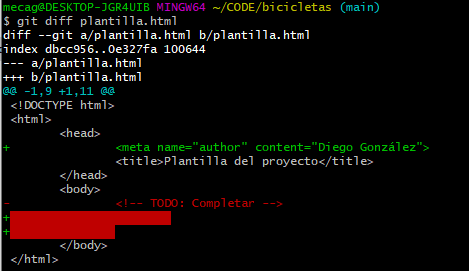 mecag@DESKTOP-JGR4UIB MINGW64 ~/CODE/bicicletas (main)
$ git diff plantilla.html
diff --git a/plantilla.html b/plantilla.html
index dbcc956..0e327fa 100644
--- a/plantilla.html
+++ b/plantilla.html
@@ -1,9 +1,11 @@
 <!DOCTYPE html>
 <html>
        <head>
+               <meta name="author" content="Diego González">
                <title>Plantilla del proyecto</title>
        </head>
        <body>
-               <!-- TODO: Completar -->
+
+
        </body>
 </html>